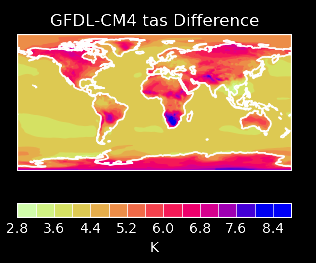 GFDL-CM4 tas Difference
2.8 3.6 4.4 5.2 6.0 6.8 7.6 8.4
K